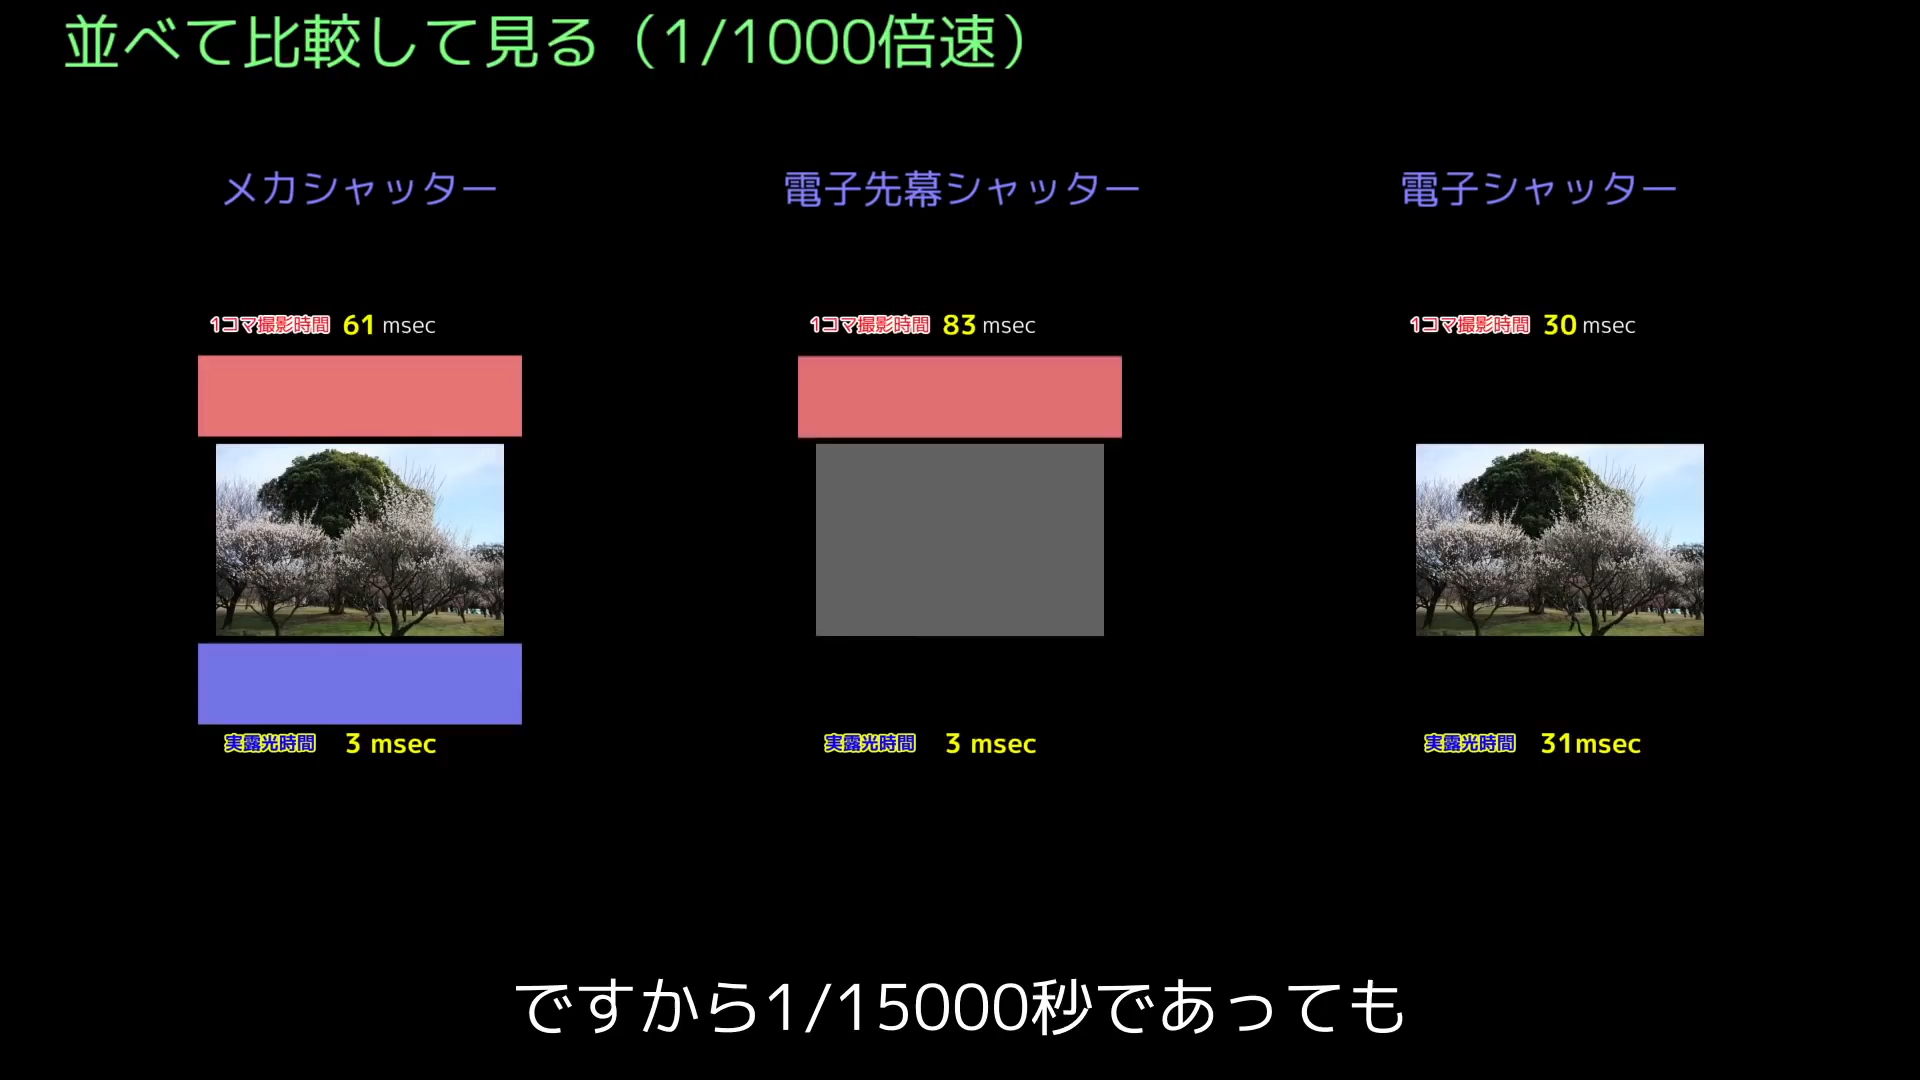 並べて比較して見る（1/1000倍速）
メカシャッター
電子先幕シャッター
電子シャッター
1コマ撮影時間 61 msec
1コマ撮影時間 83 msec
1コマ撮影時間 30 msec
実露光時間 3 msec
実露光時間 3 msec
実露光時間 31msec
ですから1/15000秒であっても